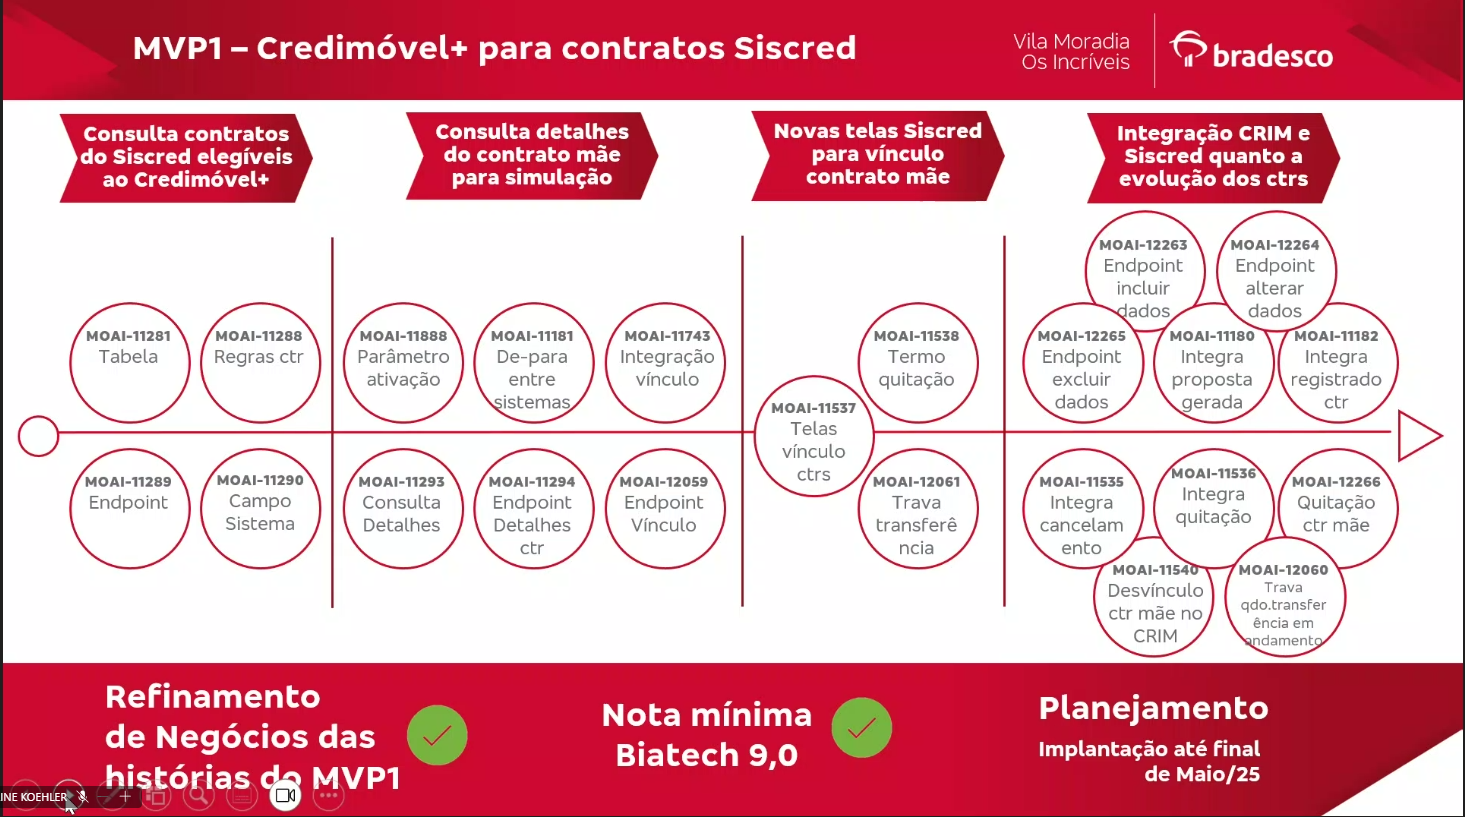 MVP1 – Credimóvel+ para contratos Siscred
Vila Moradia
Os Incríveis
bradesco
Consulta contratos
do Siscred elegíveis
ao Credimóvel+
Consulta detalhes
do contrato mãe
para simulação
Novas telas Siscred
para vínculo
contrato mãe
Integração CRIM e
Siscred quanto a
evolução dos ctrs
MOAI-11281
Tabela
MOAI-11288
Regras ctr
MOAI-11289
Endpoint
MOAI-11290
Campo
Sistema
MOAI-11888
Parâmetro
ativação
MOAI-11181
De-para
entre
sistemas
MOAI-11743
Integração
vínculo
MOAI-11293
Consulta
Detalhes
MOAI-11294
Endpoint
Detalhes
ctr
MOAI-12059
Endpoint
Vínculo
MOAI-11537
Telas
vínculo
ctrs
MOAI-11538
Termo
quitação
MOAI-12061
Trava
transferê
ncia
MOAI-12263
Endpoint
incluir
dados
MOAI-12264
Endpoint
alterar
dados
MOAI-12265
Endpoint
excluir
dados
MOAI-11180
Integra
proposta
gerada
MOAI-11182
Integra
registrado
ctr
MOAI-11535
Integra
cancelam
ento
MOAI-11536
Integra
quitação
MOAI-12266
Quitação
ctr mãe
MOAI-11540
Desvínculo
ctr mãe no
CRIM
MOAI-12060
Trava
qdo.transfer
ência em
andamento
Refinamento
de Negócios das
histórias do MVP1
Nota mínima
Biatech 9,0
Planejamento
Implantação até final
de Maio/25
INE KOEHLER